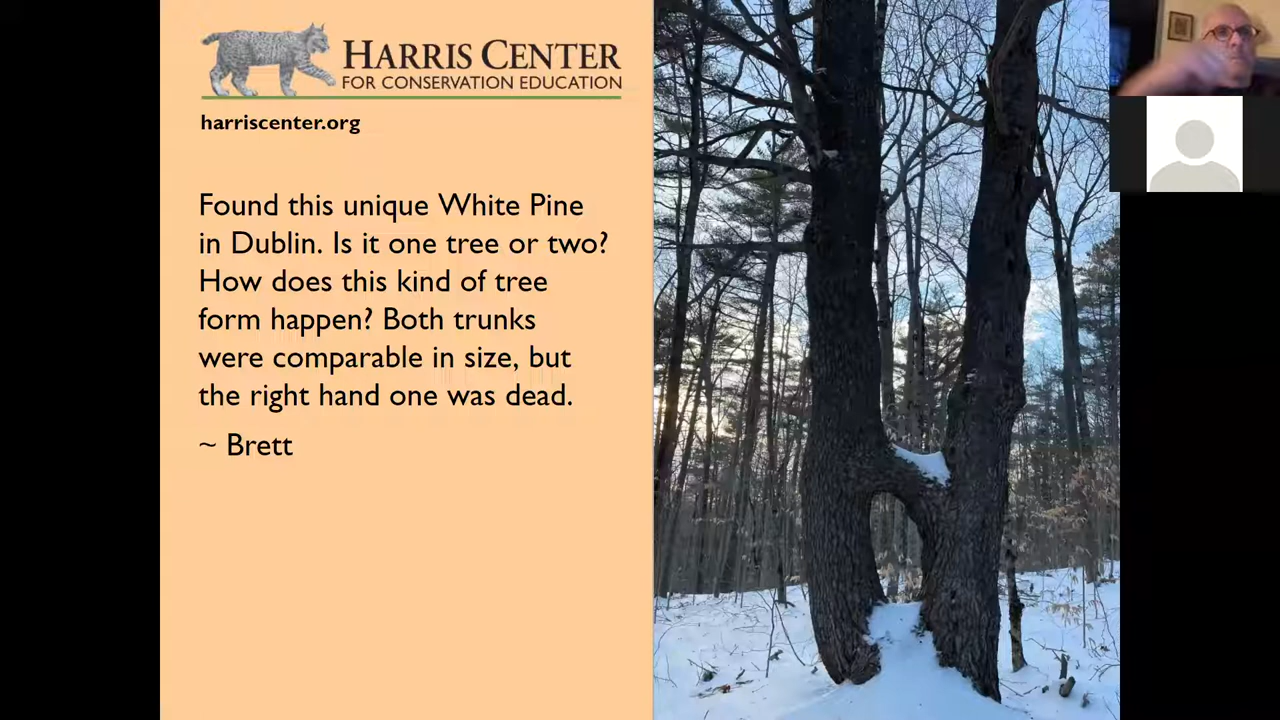 HARRIS CENTER
FOR CONSERVATION EDUCATION
harriscenter.org
Found this unique White Pine
in Dublin. Is it one tree or two?
How does this kind of tree
form happen? Both trunks
were comparable in size, but
the right hand one was dead.
~ Brett